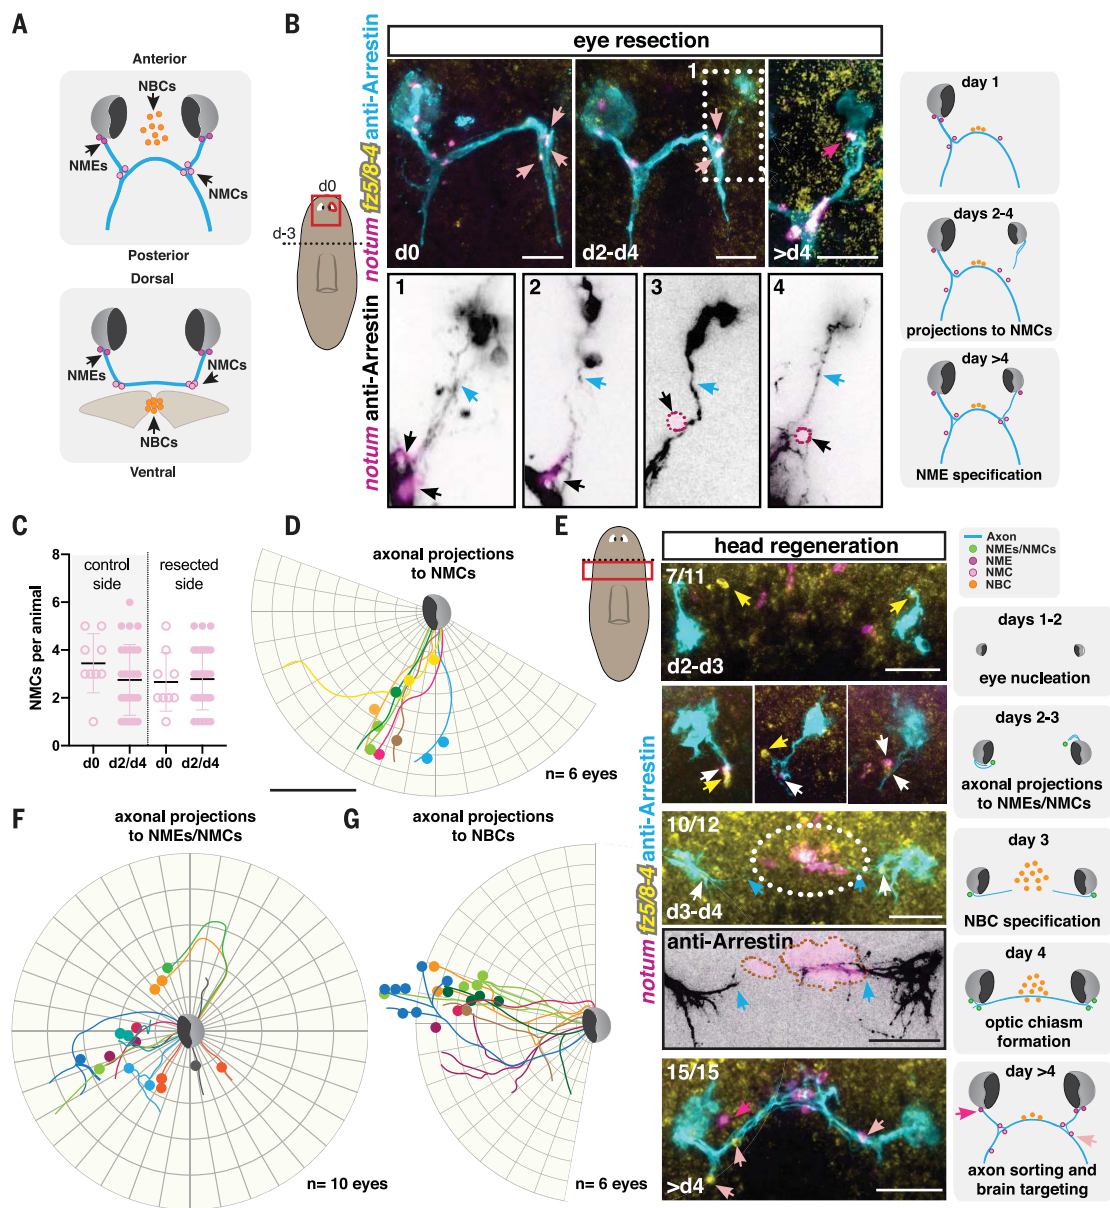 A
Anterior
NBCs
NMEs
NMCs
Posterior
Dorsal
NMEs
NMCs
NBCs
Ventral
B
notum fz5/8-4 anti-Arrestin
eye resection
d0
d-3
d0
1
d2-d4
>d4
notum anti-Arrestin
1
2
3
4
day 1
days 2-4
projections to NMCs
day >4
NME specification
C
NMCs per animal
8
6
4
2
0
control side
resected side
d0
d2/d4
d0
d2/d4
D
axonal projections
to NMCs
n= 6 eyes
E
notum fz5/8-4 anti-Arrestin
head regeneration
7/11
d2-d3
10/12
d3-d4
anti-Arrestin
15/15
>d4
Axon
NMEs/NMCs
NME
NMC
NBC
days 1-2
eye nucleation
days 2-3
axonal projections
to NMEs/NMCs
day 3
NBC specification
day 4
optic chiasm
formation
day >4
axon sorting and
brain targeting
F
axonal projections
to NMEs/NMCs
n= 10 eyes
G
axonal projections
to NBCs
n= 6 eyes